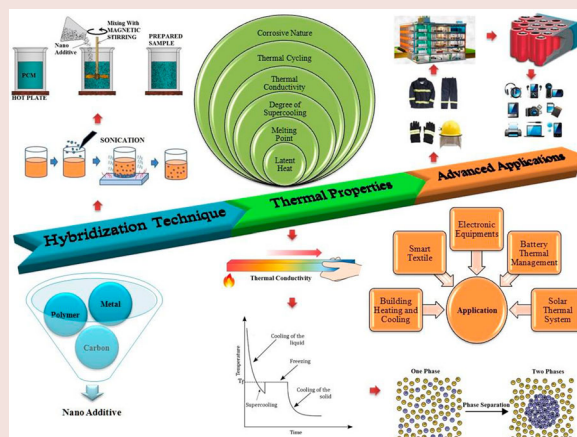 Nano
Additive
Mixing With
MAGNETIC
STIRRING
PREPARED
SAMPLE
PCM
HOT PLATE
SONICATION
Corrosive Nature
Thermal Cycling
Thermal
Conductivity
Degree of
Supercooling
Melting
Point
Latent
Heat
Hybridization Technique
Thermal Properties
Advanced Applications
Polymer
Metal
Carbon
Nano Additive
Thermal Conductivity
Temperature
Cooling of the
liquid
Freezing
Tf
Cooling of the
solid
Supercooling
Time
Electronic
Equipments
Smart
Textile
Battery
Thermal
Management
Building
Heating and
Cooling
Application
Solar
Thermal
System
One Phase
Two Phases
Phase Separation